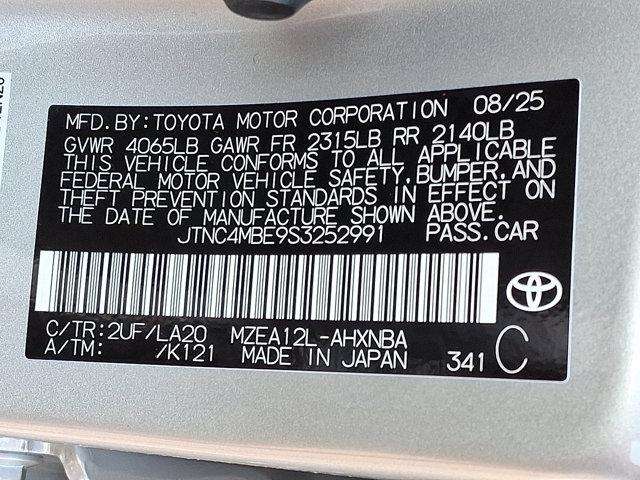 MFD.BY:TOYOTA MOTOR CORPORATION 08/25
GVWR 4065LB GAWR FR 2315LB RR 2140LB
THIS VEHICLE CONFORMS TO ALL APPLICABLE
FEDERAL MOTOR VEHICLE SAFETY,BUMPER,AND
THEFT PREVENTION STANDARDS IN EFFECT ON
THE DATE OF MANUFACTURE SHOWN ABOVE.
JTNC4MBE9S3252991 PASS.CAR
C/TR:2UF/LA20 MZEA12L-AHXNBA
A/TM: /K121 MADE IN JAPAN 341 C